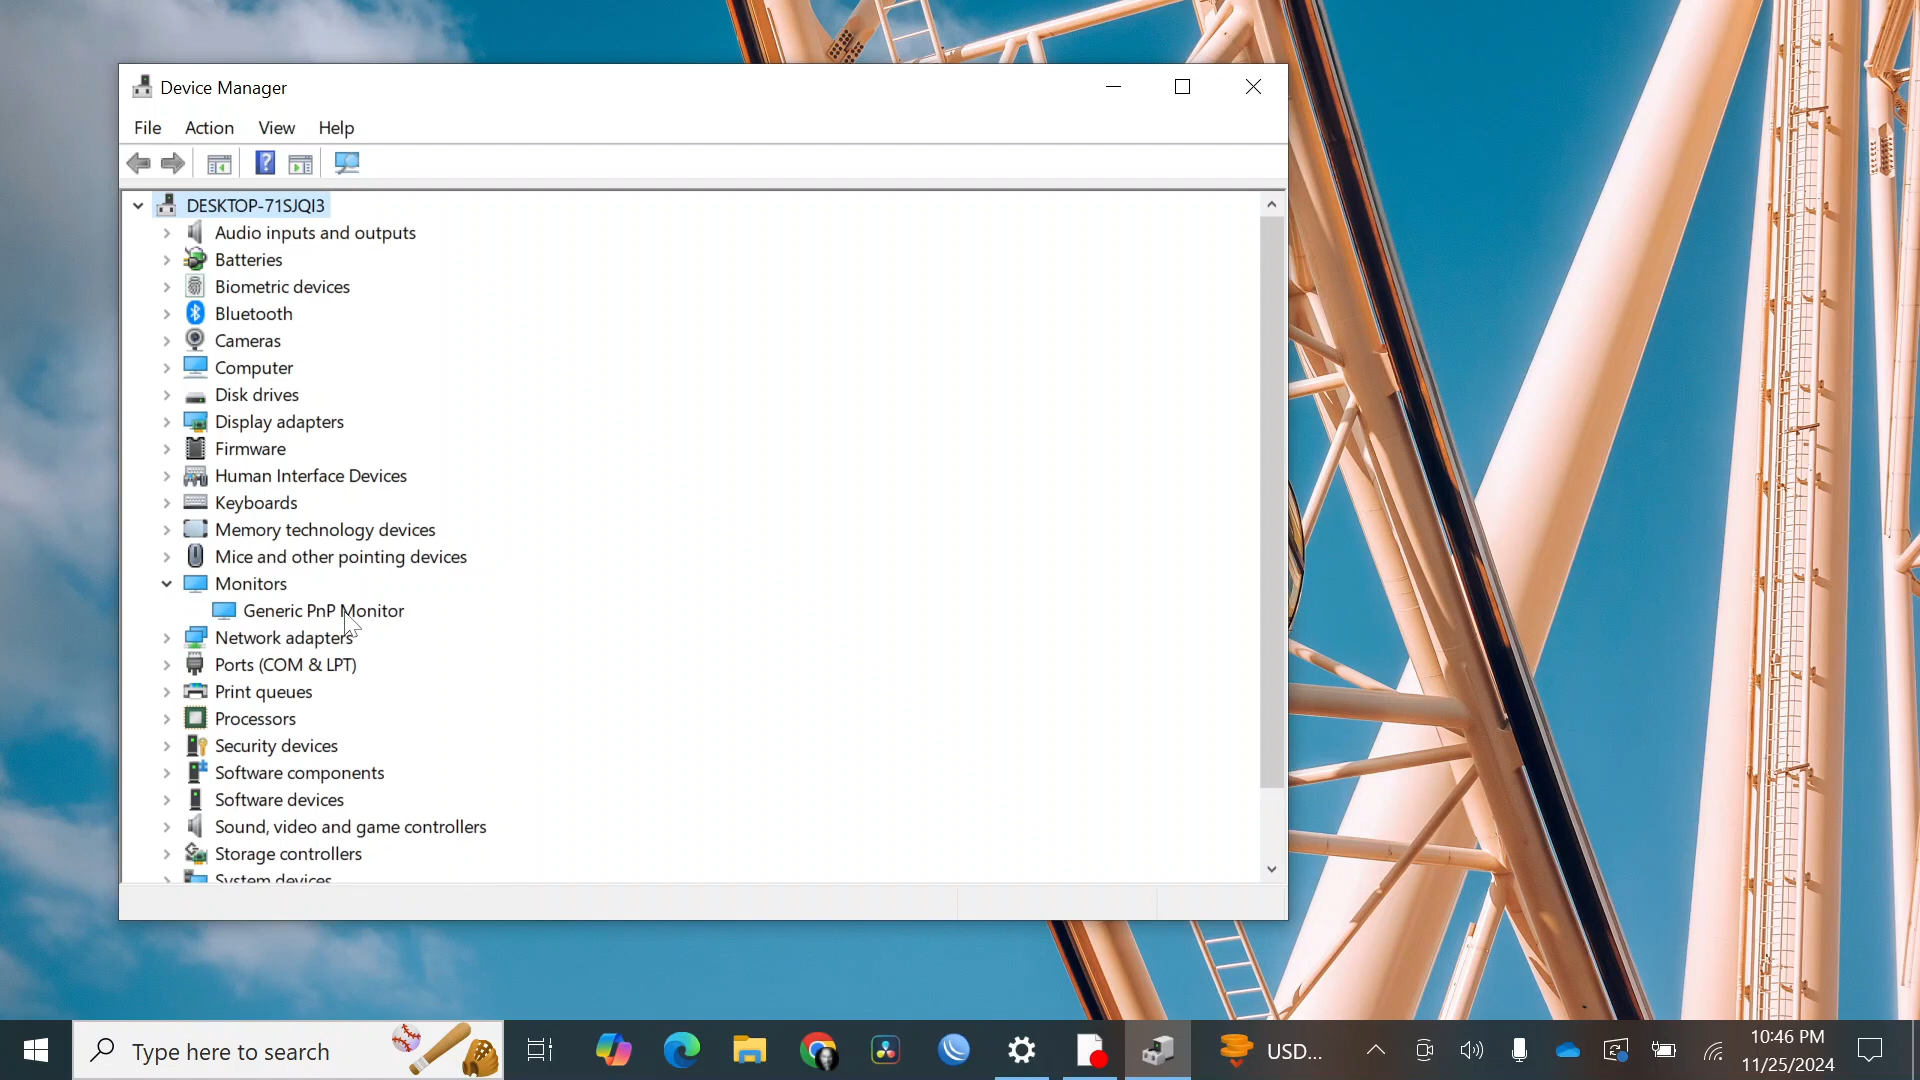 Device Manager
File Action View Help
DESKTOP-71SJQI3
Audio inputs and outputs
Batteries
Biometric devices
Bluetooth
Cameras
Computer
Disk drives
Display adapters
Firmware
Human Interface Devices
Keyboards
Memory technology devices
Mice and other pointing devices
Monitors
Generic PnP Monitor
Network adapters
Ports (COM & LPT)
Print queues
Processors
Security devices
Software components
Software devices
Sound, video and game controllers
Storage controllers
System devices
Type here to search
USD...
10:46 PM
11/25/2024